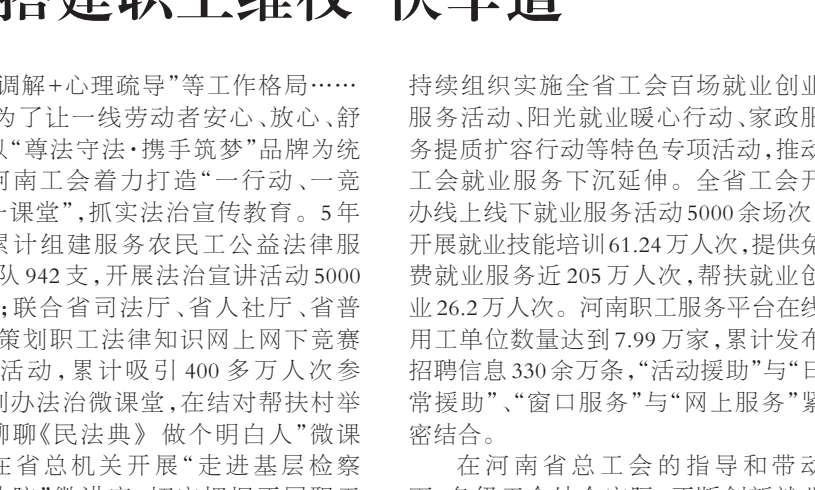 搭建职工维权“快车道”
调解+心理疏导”等工作格局……
为了让一线劳动者安心、放心、舒
以“尊法守法·携手筑梦”品牌为统
河南工会着力打造“一行动、一竞
一课堂”,抓实法治宣传教育。5年
累计组建服务农民工公益法律服
队942支,开展法治宣讲活动5000
;联合省司法厅、省人社厅、省普
策划职工法律知识网上网下竞赛
活动,累计吸引400多万人次参
创办法治微课堂,在结对帮扶村举
聊聊《民法典》 做个明白人”微课
在省总机关开展“走进基层检察
持续组织实施全省工会百场就业创业
服务活动、阳光就业暖心行动、家政服
务提质扩容行动等特色专项活动,推动
工会就业服务下沉延伸。全省工会开
办线上线下就业服务活动5000余场次
开展就业技能培训61.24万人次,提供免
费就业服务近205万人次,帮扶就业创
业26.2万人次。河南职工服务平台在线
用工单位数量达到7.99万家,累计发布
招聘信息330余万条,“活动援助”与“日
常援助”、“窗口服务”与“网上服务”紧
密结合。
在河南省总工会的指导和带动